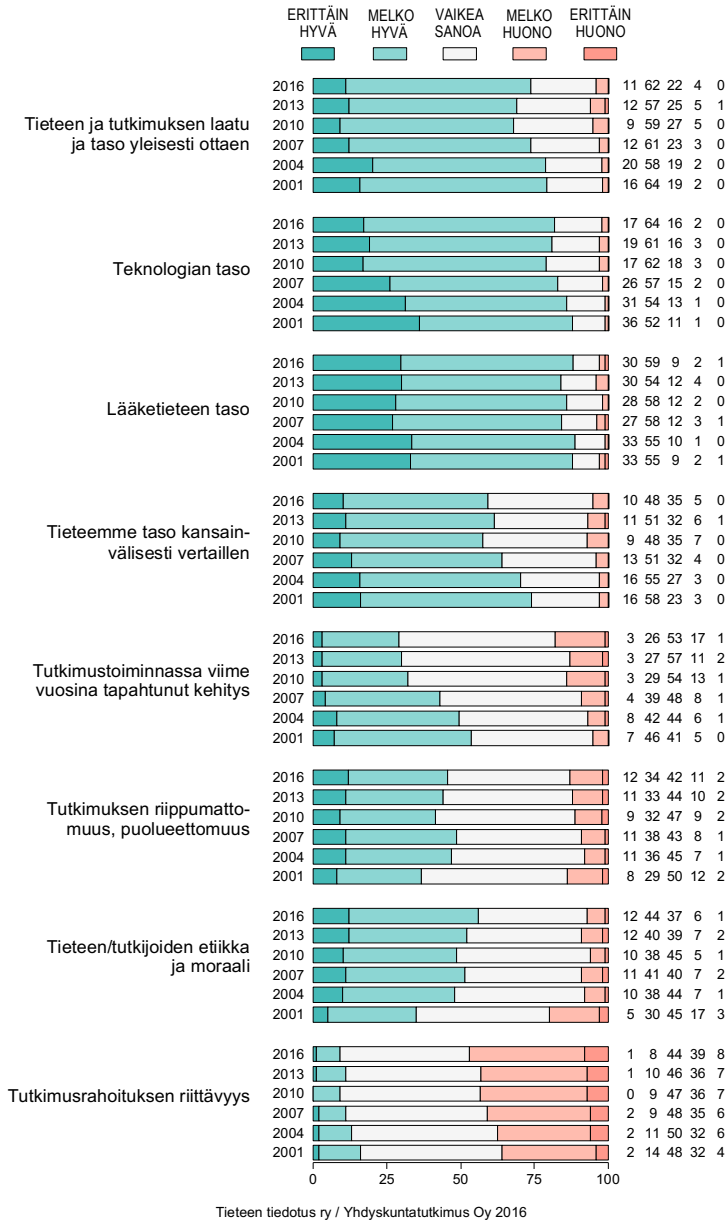 ERITTÄIN HYVÄ MELKO HYVÄ VAIKEA SANOA MELKO HUONO ERITTÄIN HUONO
Tieteen ja tutkimuksen laatu
ja taso yleisesti ottaen
2016 11 62 22 4 0
2013 12 57 25 5 1
2010 9 59 27 5 0
2007 12 61 23 3 0
2004 20 58 19 2 0
2001 16 64 19 2 0
Teknologian taso
2016 17 64 16 2 0
2013 19 61 16 3 0
2010 17 62 18 3 0
2007 26 57 15 2 0
2004 31 54 13 1 0
2001 36 52 11 1 0
Lääketieteen taso
2016 30 59 9 2 1
2013 30 54 12 4 0
2010 28 58 12 2 0
2007 27 58 12 3 1
2004 33 55 10 1 0
2001 33 55 9 2 1
Tieteemme taso kansain-
välisesti vertaillen
2016 10 48 35 5 0
2013 11 51 32 6 1
2010 9 48 35 7 0
2007 13 51 32 4 0
2004 16 55 27 3 0
2001 16 58 23 3 0
Tutkimustoiminnassa viime
vuosina tapahtunut kehitys
2016 3 26 53 17 1
2013 3 27 57 11 2
2010 3 29 54 13 1
2007 4 39 48 8 1
2004 8 42 44 6 1
2001 7 46 41 5 0
Tutkimuksen riippumatto-
muus, puolueettomuus
2016 12 34 42 11 2
2013 11 33 44 10 2
2010 9 32 47 9 2
2007 11 38 43 8 1
2004 11 36 45 7 1
2001 8 29 50 12 2
Tieteen/tutkijoiden etiikka
ja moraali
2016 12 44 37 6 1
2013 12 40 39 7 2
2010 10 38 45 5 1
2007 11 41 40 7 2
2004 10 38 44 7 1
2001 5 30 45 17 3
Tutkimusrahoituksen riittävyys
2016 1 8 44 39 8
2013 1 10 46 36 7
2010 0 9 47 36 7
2007 2 9 48 35 6
2004 2 11 50 32 6
2001 2 14 48 32 4
0 25 50 75 100
Tieteen tiedotus ry / Yhdyskuntatutkimus Oy 2016